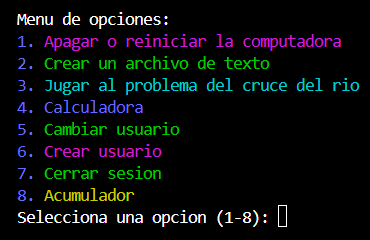 Menu de opciones:
1. Apagar o reiniciar la computadora
2. Crear un archivo de texto
3. Jugar al problema del cruce del rio
4. Calculadora
5. Cambiar usuario
6. Crear usuario
7. Cerrar sesion
8. Acumulador
Selecciona una opcion (1-8):